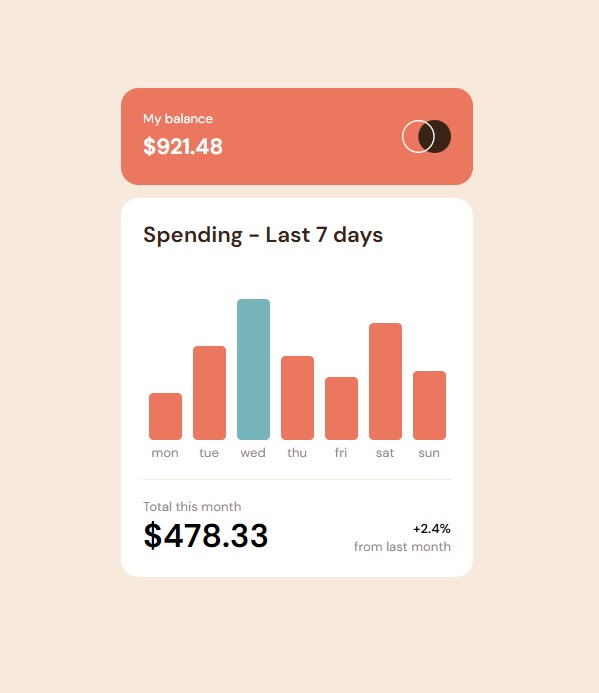 My balance
$921.48
Spending - Last 7 days
mon tue wed thu fri sat sun
Total this month
$478.33
+2.4%
from last month